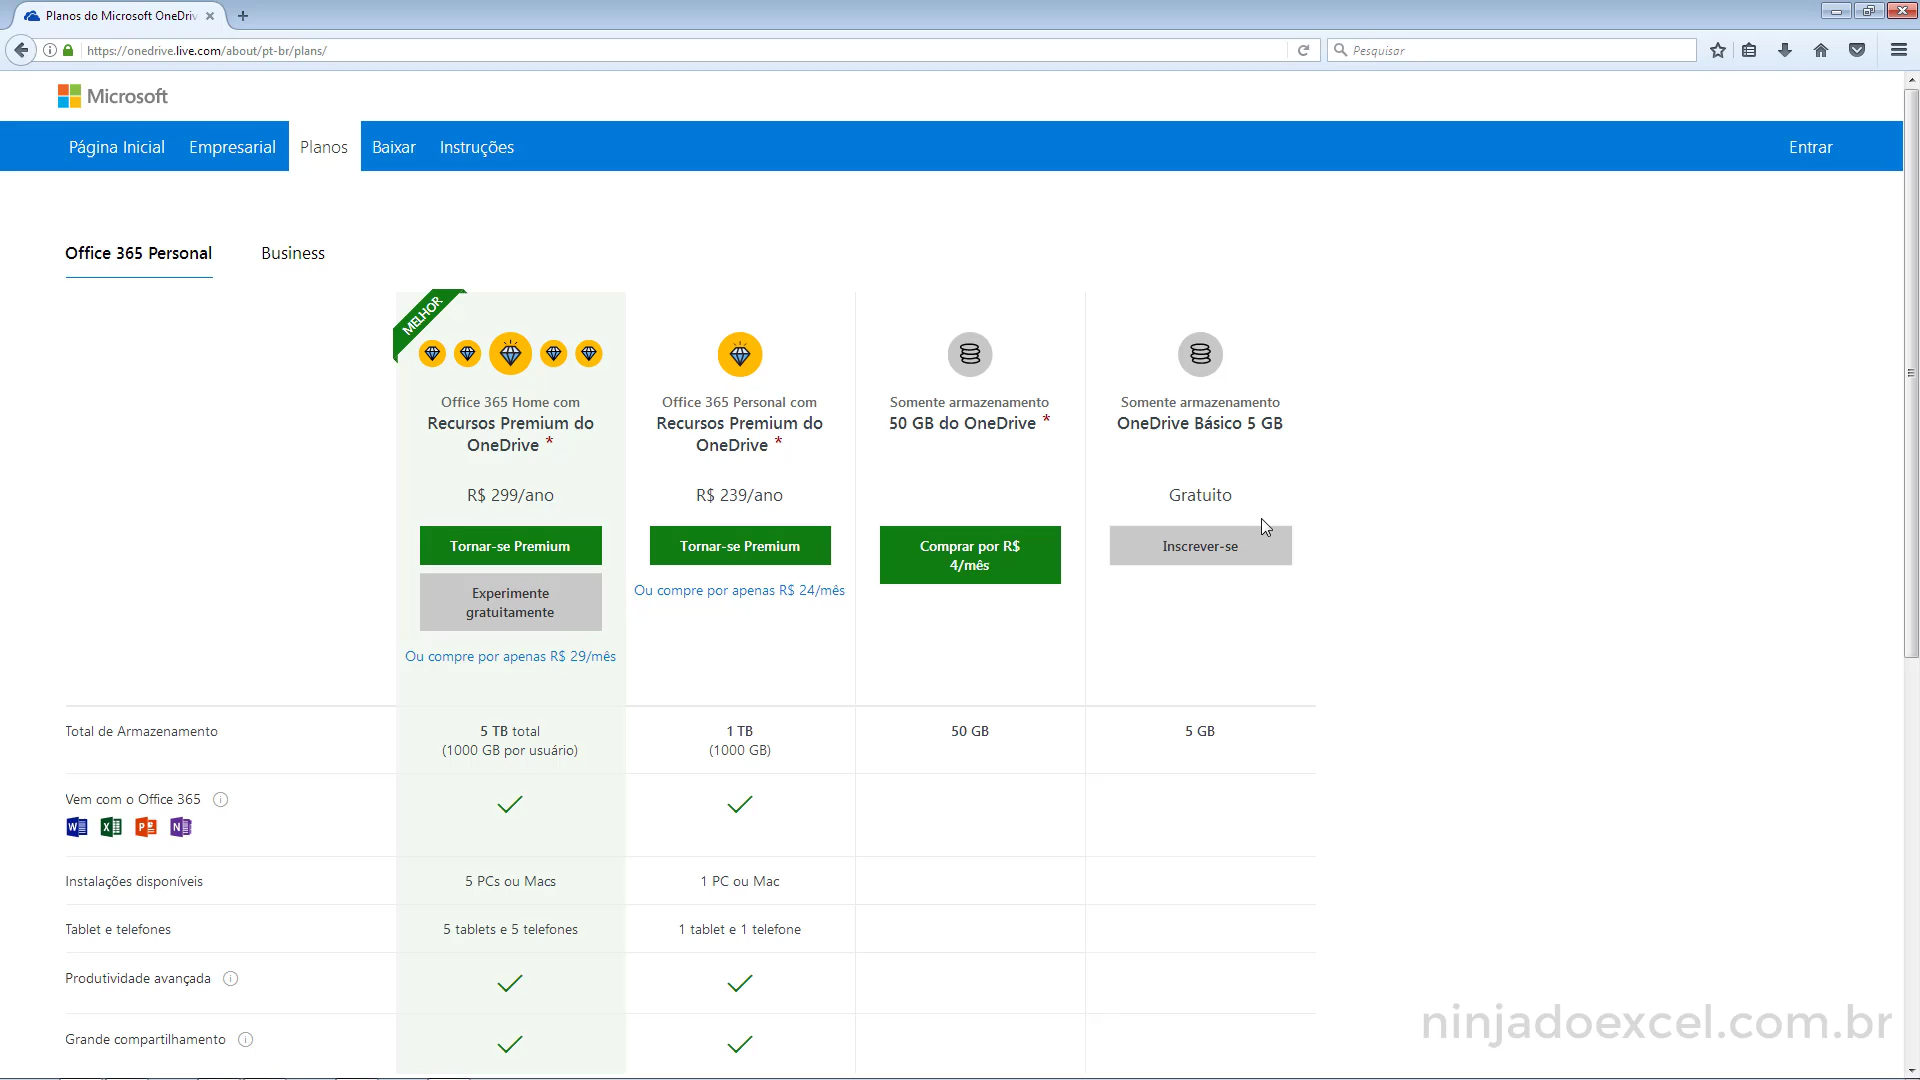 Planos do Microsoft OneDriv
https://onedrive.live.com/about/pt-br/plans/
Pesquisar
Microsoft
Página Inicial Empresarial Planos Baixar Instruções Entrar
Office 365 Personal Business
MELHOR
Office 365 Home com
Recursos Premium do
OneDrive *
R$ 299/ano
Tornar-se Premium
Experimente
gratuitamente
Ou compre por apenas R$ 29/mês
Office 365 Personal com
Recursos Premium do
OneDrive *
R$ 239/ano
Tornar-se Premium
Ou compre por apenas R$ 24/mês
Somente armazenamento
50 GB do OneDrive *
Comprar por R$
4/mês
Somente armazenamento
OneDrive Básico 5 GB
Gratuito
Inscrever-se
Total de Armazenamento
5 TB total
(1000 GB por usuário)
1 TB
(1000 GB)
50 GB
5 GB
Vem com o Office 365
Instalações disponíveis 5 PCs ou Macs 1 PC ou Mac
Tablet e telefones 5 tablets e 5 telefones 1 tablet e 1 telefone
Produtividade avançada
Grande compartilhamento
ninjadoexcel.com.br